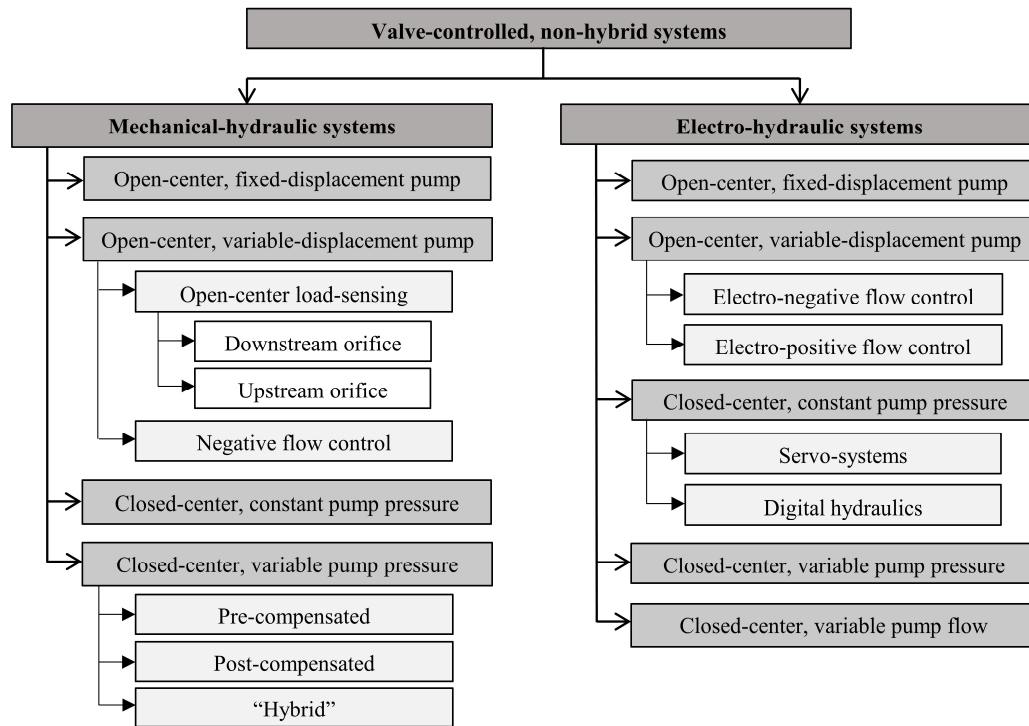 Valve-controlled, non-hybrid systems
Mechanical-hydraulic systems
Open-center, fixed-displacement pump
Open-center, variable-displacement pump
Open-center load-sensing
Downstream orifice
Upstream orifice
Negative flow control
Closed-center, constant pump pressure
Closed-center, variable pump pressure
Pre-compensated
Post-compensated
“Hybrid”
Electro-hydraulic systems
Open-center, fixed-displacement pump
Open-center, variable-displacement pump
Electro-negative flow control
Electro-positive flow control
Closed-center, constant pump pressure
Servo-systems
Digital hydraulics
Closed-center, variable pump pressure
Closed-center, variable pump flow